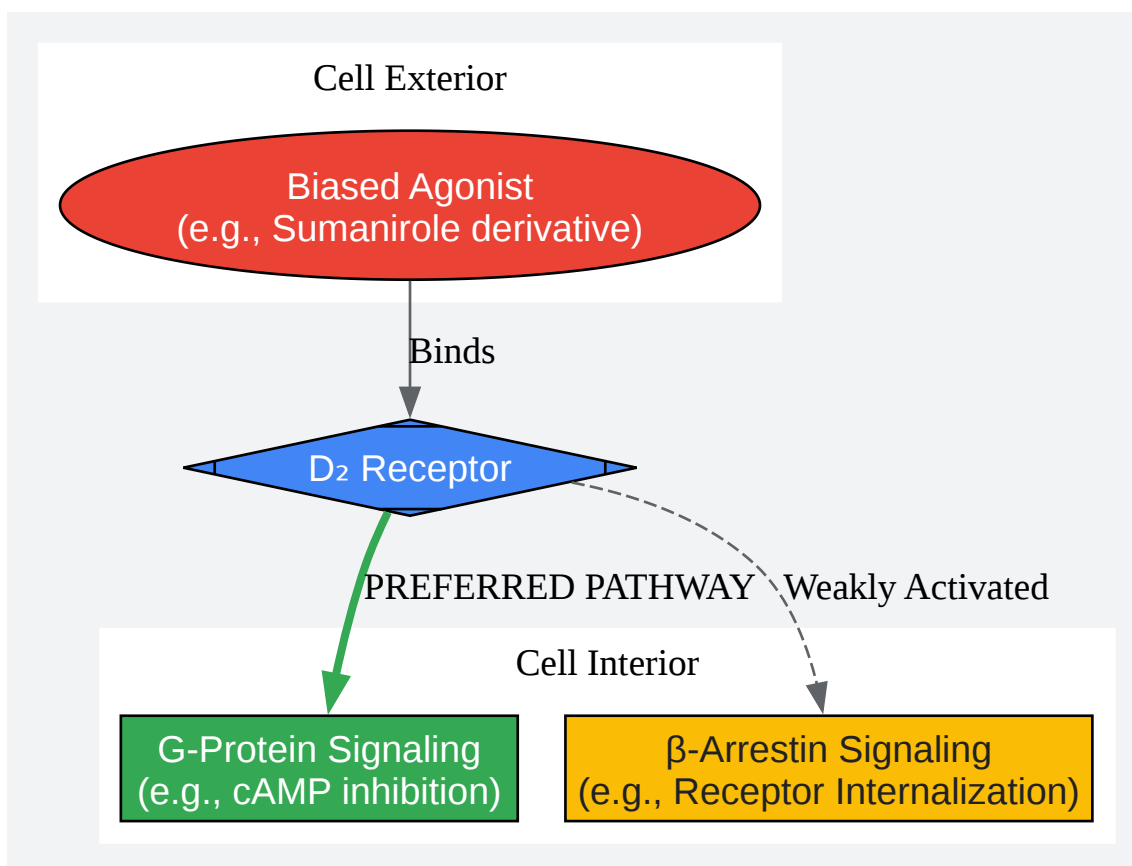 Cell Exterior
Biased Agonist
(e.g., Sumanirole derivative)
Binds
D₂ Receptor
PREFERRED PATHWAY
Weakly Activated
Cell Interior
G-Protein Signaling
(e.g., cAMP inhibition)
β-Arrestin Signaling
(e.g., Receptor Internalization)